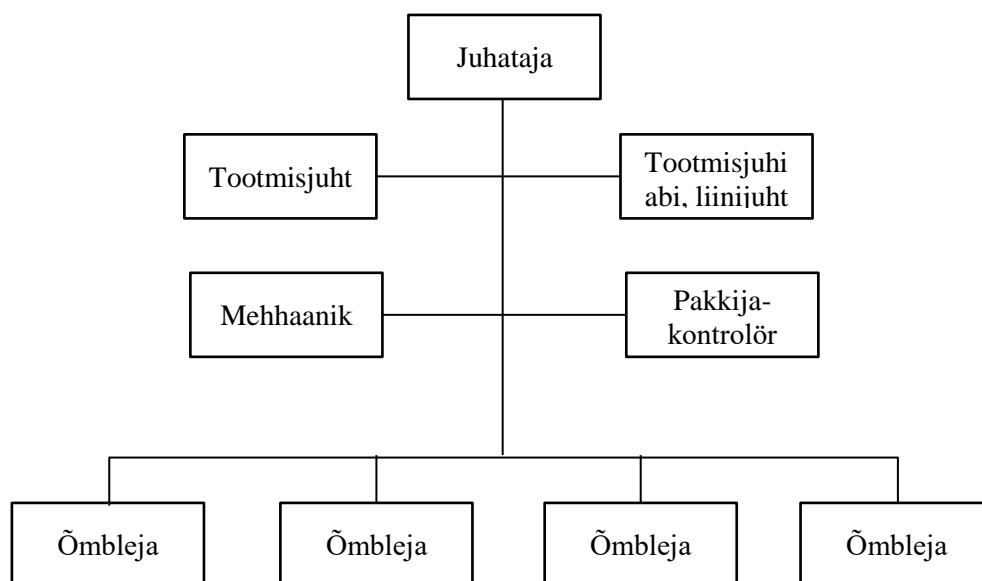 Juhataja
Tootmisjuht
Tootmisjuhi
abi, liinijuht
Mehhaanik
Pakkija-
kontrolör
Õmbleja
Õmbleja
Õmbleja
Õmbleja